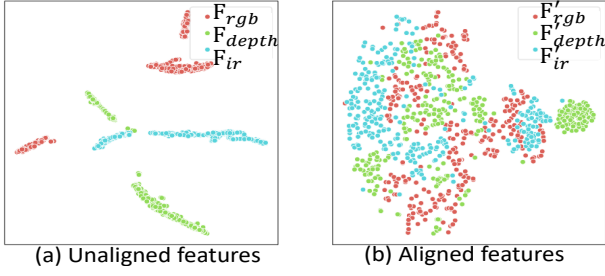 F_rgb
F_depth
F_ir
F'_rgb
F'_depth
F'_ir
(a) Unaligned features
(b) Aligned features